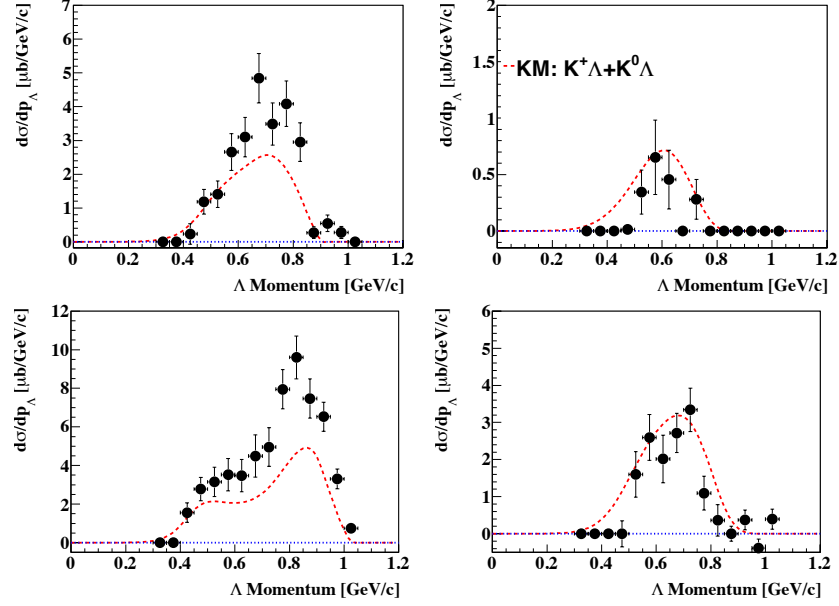 7
6
5
4
3
2
1
0
0 0.2 0.4 0.6 0.8 1 1.2
dσ/dp_Λ [μb/GeV/c]
Λ Momentum [GeV/c]
2
1.5
1
0.5
0
0 0.2 0.4 0.6 0.8 1 1.2
dσ/dp_Λ [μb/GeV/c]
Λ Momentum [GeV/c]
KM: K⁺Λ+K⁰Λ
12
10
8
6
4
2
0
0 0.2 0.4 0.6 0.8 1 1.2
dσ/dp_Λ [μb/GeV/c]
Λ Momentum [GeV/c]
6
5
4
3
2
1
0
0 0.2 0.4 0.6 0.8 1 1.2
dσ/dp_Λ [μb/GeV/c]
Λ Momentum [GeV/c]